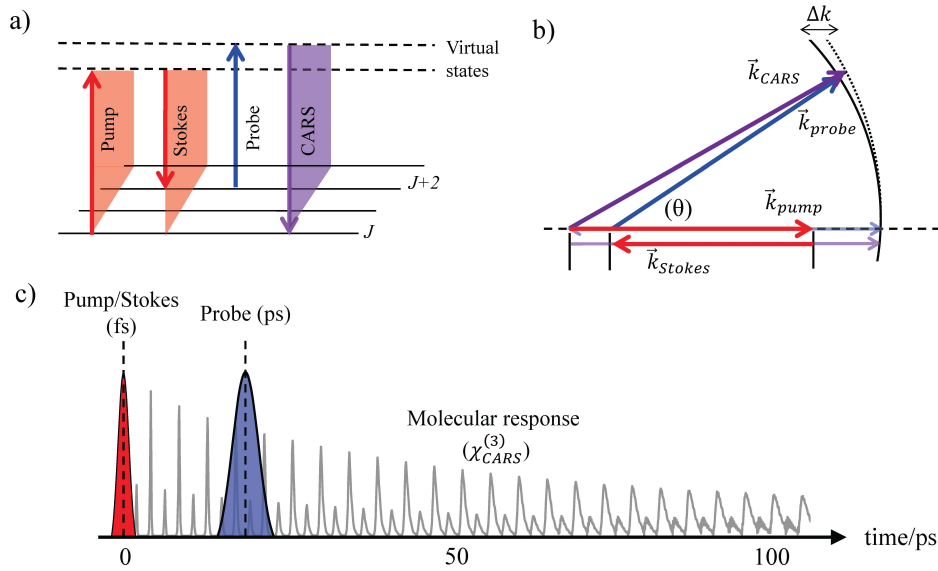 a)
Virtual
states
Pump
Stokes
Probe
CARS
J+2
J
b)
Δk
k⃗_CARS
k⃗_probe
(θ)
k⃗_pump
k⃗_Stokes
c)
Pump/Stokes
(fs)
Probe (ps)
Molecular response
(χ^(3)_CARS)
0
50
100
time/ps